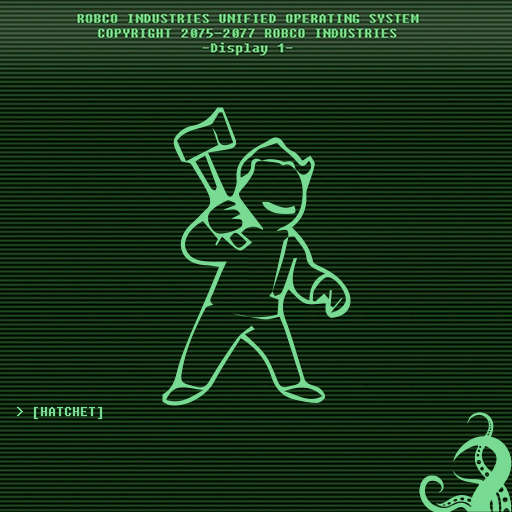 ROBCO INDUSTRIES UNIFIED OPERATING SYSTEM
COPYRIGHT 2075-2077 ROBCO INDUSTRIES
-Display 1-
> [HATCHET]